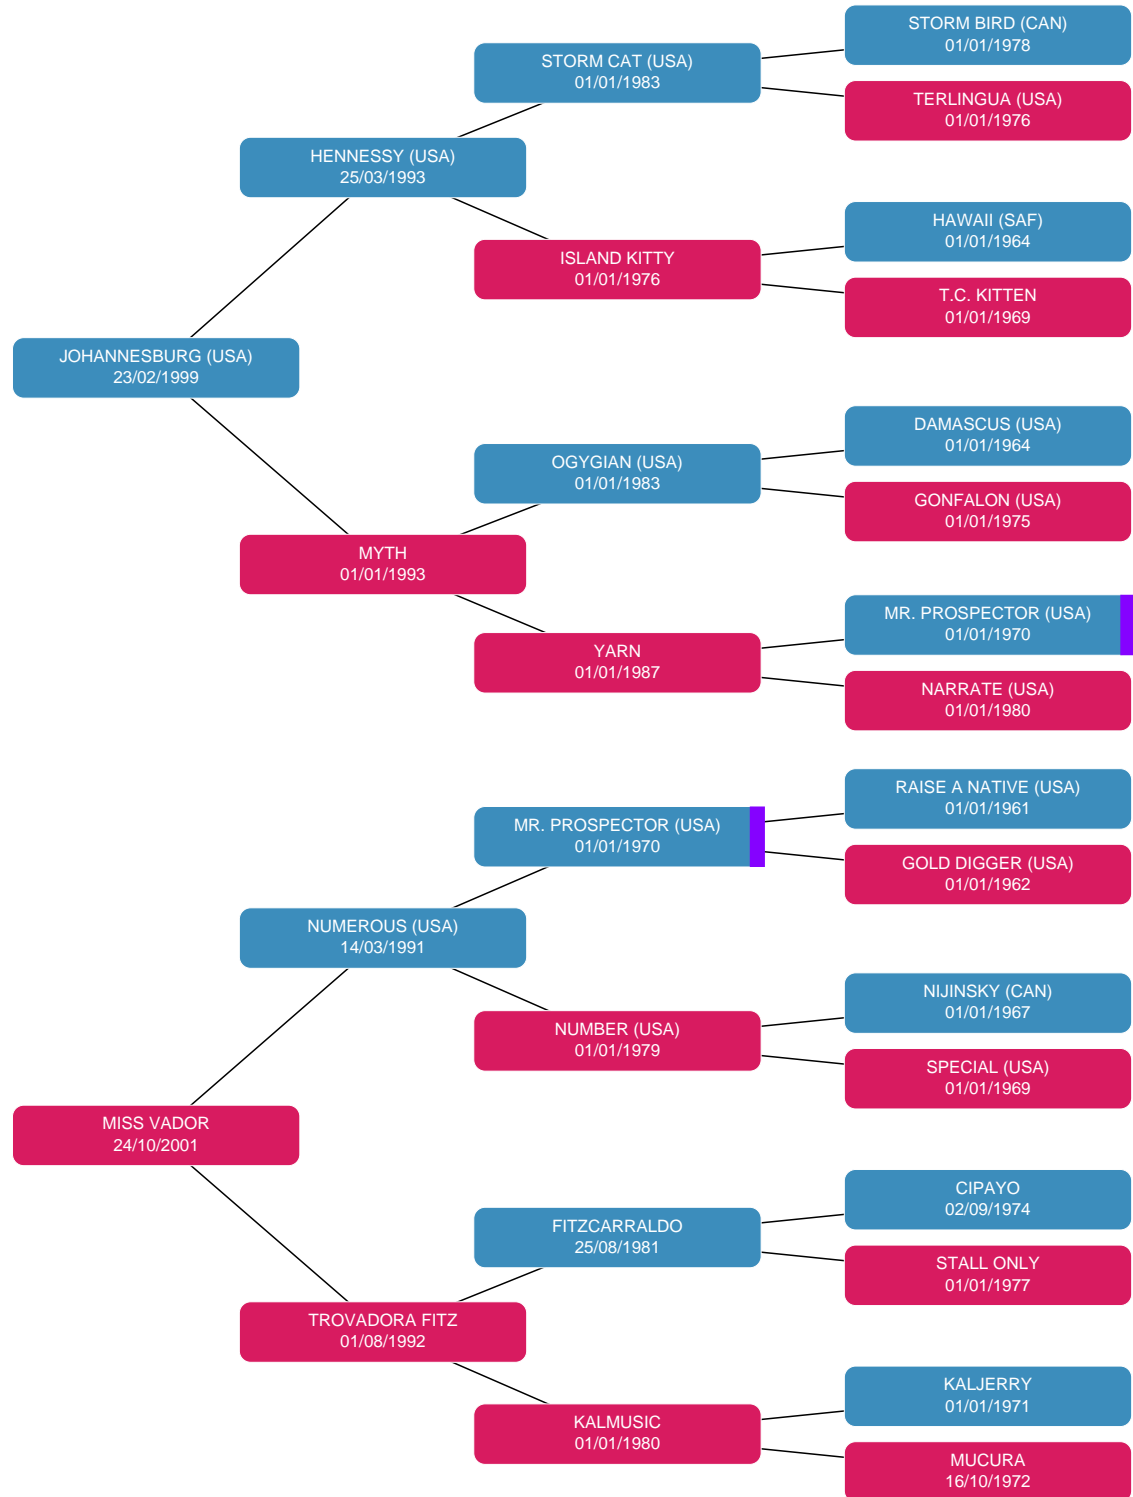 STORM BIRD (CAN)
01/01/1978
STORM CAT (USA)
01/01/1983
TERLINGUA (USA)
01/01/1976
HENNESSY (USA)
25/03/1993
HAWAII (SAF)
01/01/1964
ISLAND KITTY
01/01/1976
T.C. KITTEN
01/01/1969
JOHANNESBURG (USA)
23/02/1999
DAMASCUS (USA)
01/01/1964
OGYGIAN (USA)
01/01/1983
GONFALON (USA)
01/01/1975
MYTH
01/01/1993
MR. PROSPECTOR (USA)
01/01/1970
YARN
01/01/1987
NARRATE (USA)
01/01/1980
RAISE A NATIVE (USA)
01/01/1961
MR. PROSPECTOR (USA)
01/01/1970
GOLD DIGGER (USA)
01/01/1962
NUMEROUS (USA)
14/03/1991
NIJINSKY (CAN)
01/01/1967
NUMBER (USA)
01/01/1979
SPECIAL (USA)
01/01/1969
MISS VADOR
24/10/2001
CIPAYO
02/09/1974
FITZCARRALDO
25/08/1981
STALL ONLY
01/01/1977
TROVADORA FITZ
01/08/1992
KALJERRY
01/01/1971
KALMUSIC
01/01/1980
MUCURA
16/10/1972